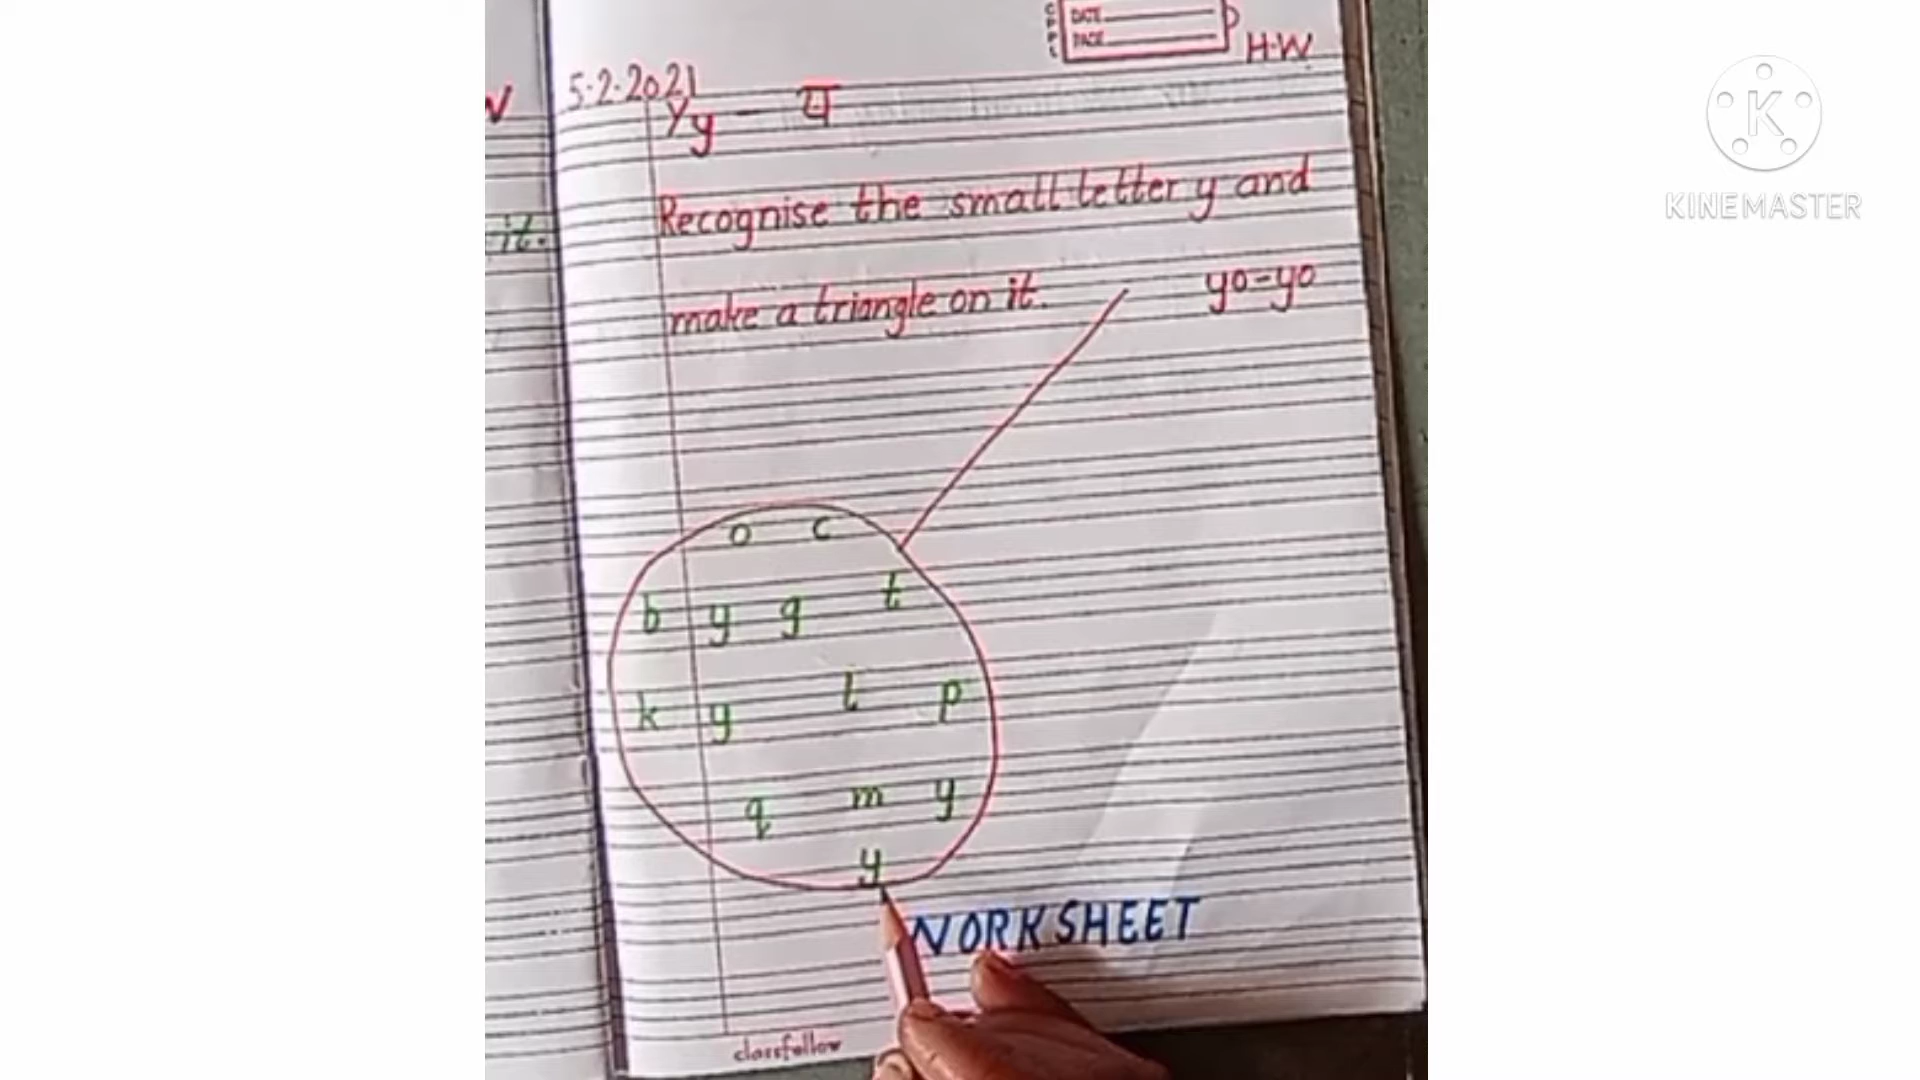 DATE
PAGE
H.W
5.2.2021
Yy - य
it.
Recognise the small letter y and
make a triangle on it.
yo-yo
o c
b y g t
k y l p
q m y
y
WORKSHEET
classfellow
K
KINEMASTER